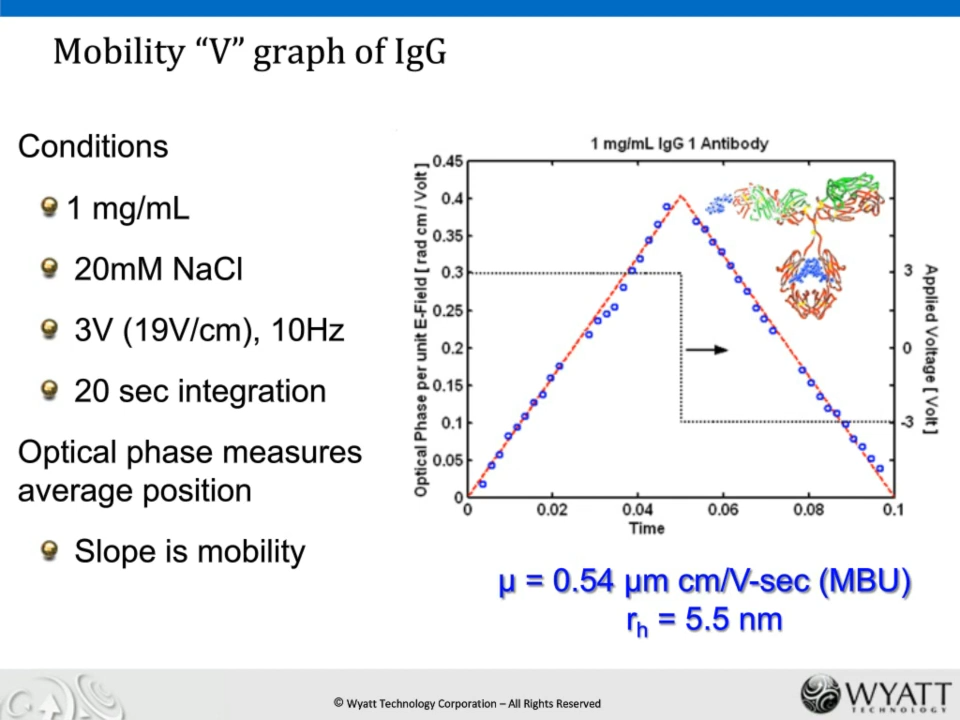 Mobility “V” graph of IgG
Conditions
1 mg/mL
20mM NaCl
3V (19V/cm), 10Hz
20 sec integration
Optical phase measures
average position
Slope is mobility
1 mg/mL IgG 1 Antibody
Optical Phase per unit E-Field [ rad cm / Volt ]
0.45
0.4
0.35
0.3
0.25
0.2
0.15
0.1
0.05
0
0 0.02 0.04 0.06 0.08 0.1
Time
3
0
-3
Applied Voltage [ Volt ]
μ = 0.54 μm cm/V-sec (MBU)
rh = 5.5 nm
© Wyatt Technology Corporation – All Rights Reserved
WYATT
TECHNOLOGY